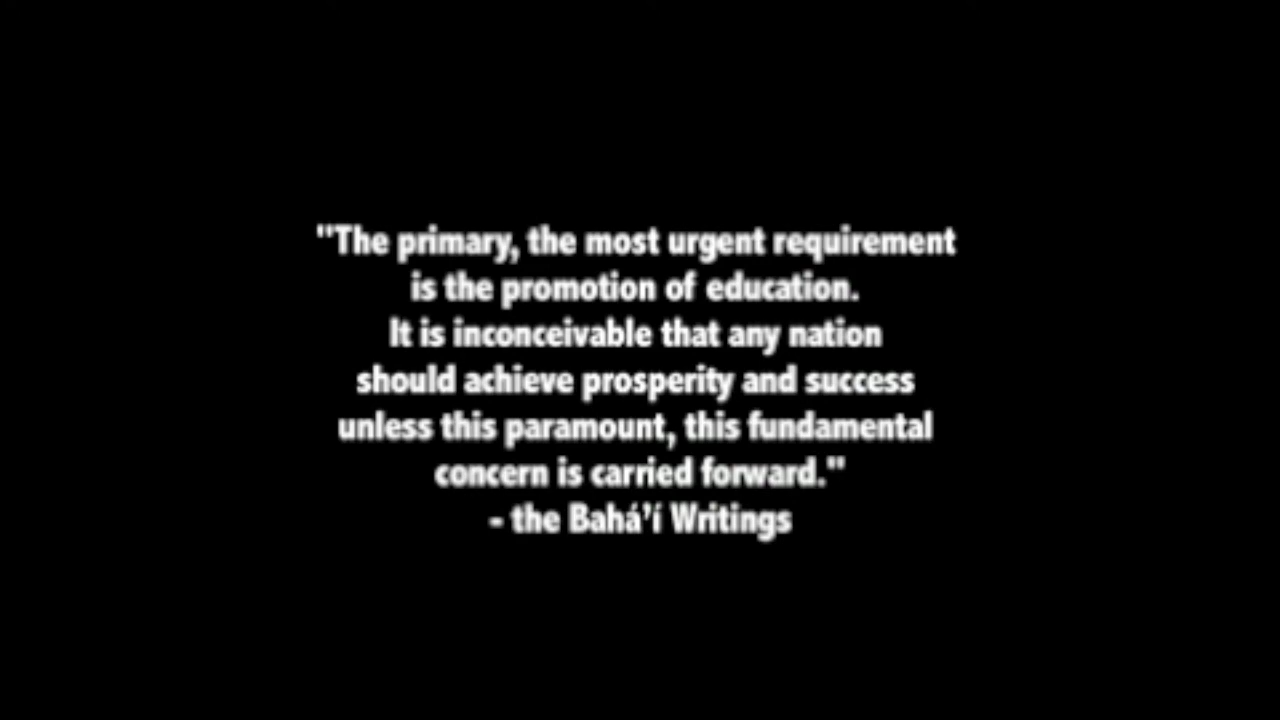 "The primary, the most urgent requirement
is the promotion of education.
It is inconceivable that any nation
should achieve prosperity and success
unless this paramount, this fundamental
concern is carried forward."
- the Bahá’í Writings